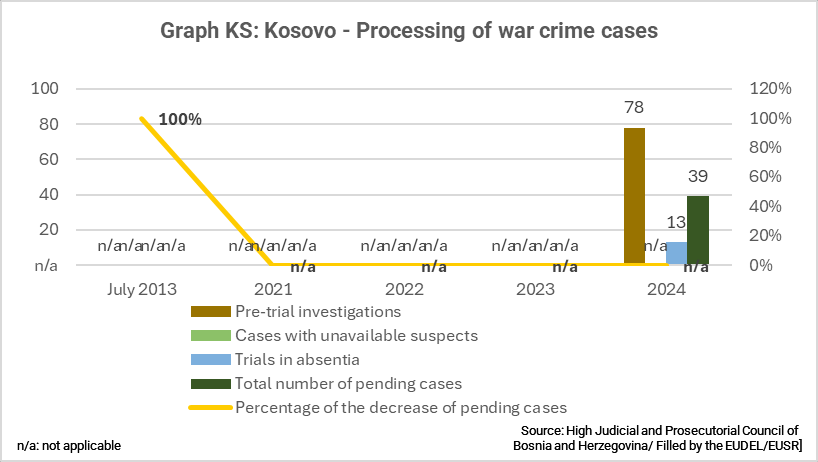 Graph KS: Kosovo - Processing of war crime cases
100
80
60
40
20
n/a
120%
100%
80%
60%
40%
20%
0%
100%
78
39
13
n/an/an/an/a n/an/an/an/a n/an/an/an/a n/an/an/an/a n/a
n/a n/a n/a n/a
July 2013 2021 2022 2023 2024
Pre-trial investigations
Cases with unavailable suspects
Trials in absentia
Total number of pending cases
Percentage of the decrease of pending cases
Source: High Judicial and Prosecutorial Council of
n/a: not applicable Bosnia and Herzegovina/ Filled by the EUDEL/EUSR]